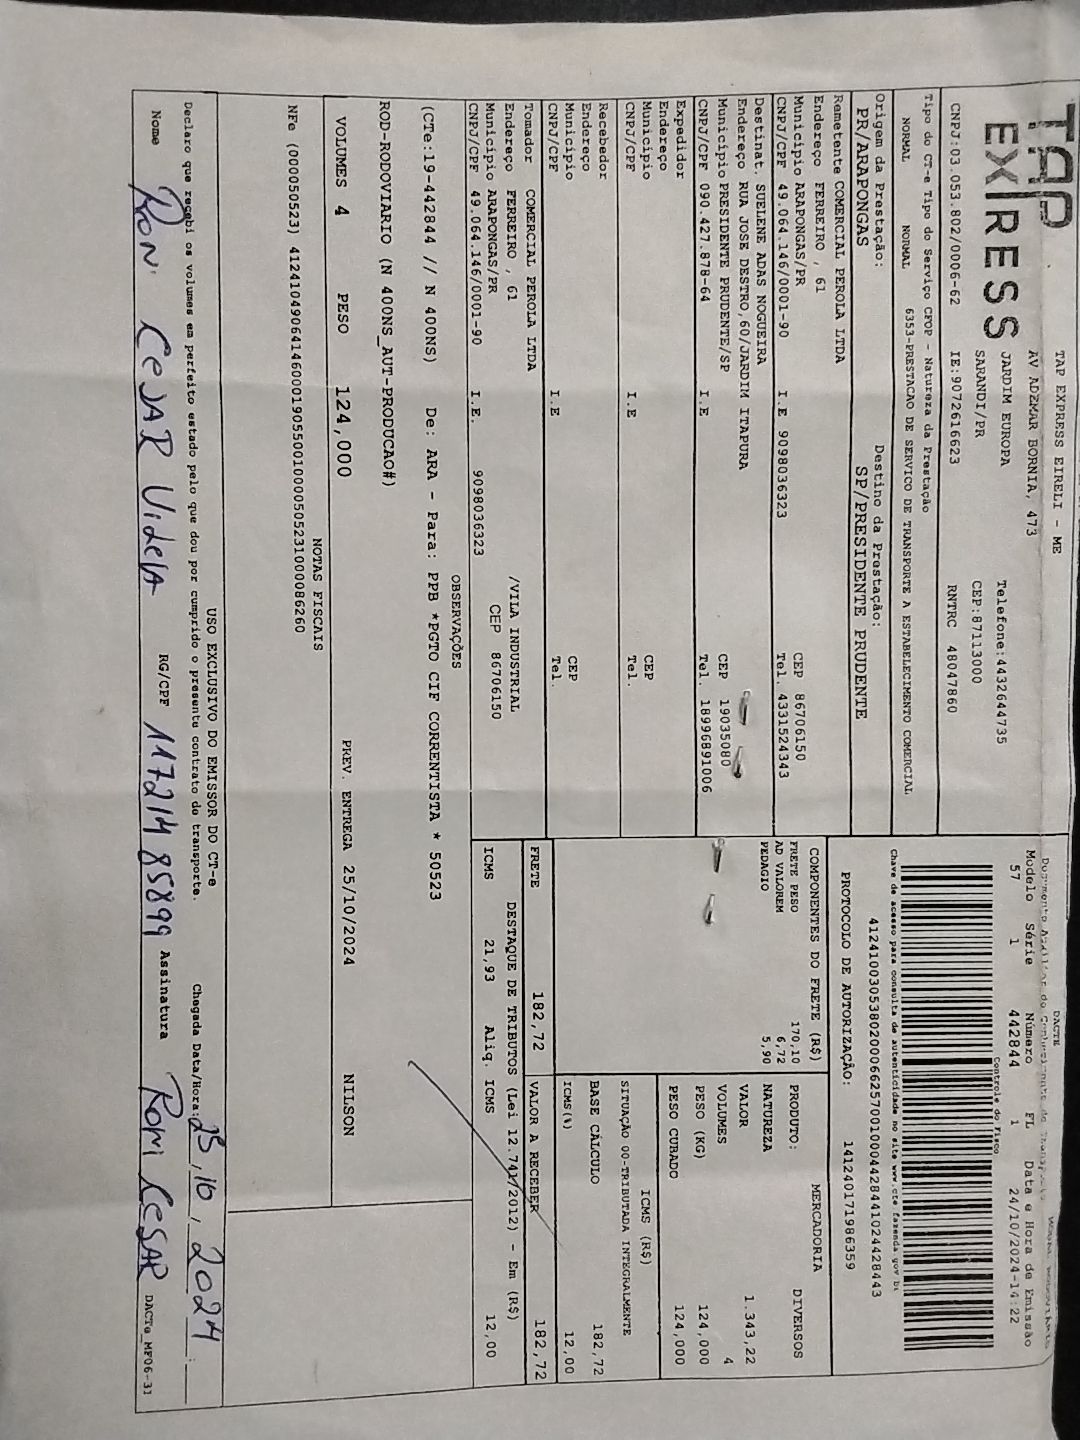 TAP
EXPRESS
TAP EXPRESS EIRELI - ME
AV ADEMAR BORNIA, 473
JARDIM EUROPA Telefone:4432644735
SARANDI/PR CEP:87113000
CNPJ:03.053.802/0006-62 IE:9072616623 RNTRC 48047860
Tipo do CT-e Tipo do Serviço CFOP - Natureza da Prestação
NORMAL NORMAL 6353-PRESTACAO DE SERVICO DE TRANSPORTE A ESTABELECIMENTO COMERCIAL
Origem da Prestação: Destino da Prestação:
PR/ARAPONGAS SP/PRESIDENTE PRUDENTE
Remetente COMERCIAL PEROLA LTDA
Endereço FERREIRO , 61
Município ARAPONGAS/PR CEP 86706150
CNPJ/CPF 49.064.146/0001-90 I.E 9098036323 Tel. 4331524343
Destinat. SUELENE ADAS NOGUEIRA
Endereço RUA JOSE DESTRO,60/JARDIM ITAPURA
Município PRESIDENTE PRUDENTE/SP CEP 19035080
CNPJ/CPF 090.427.878-64 I.E Tel. 18996891006
Expedidor
Endereço
Município CEP
CNPJ/CPF I.E Tel.
Recebedor
Endereço
Município CEP
CNPJ/CPF I.E Tel.
Tomador COMERCIAL PEROLA LTDA
Endereço FERREIRO , 61 /VILA INDUSTRIAL
Município ARAPONGAS/PR CEP 86706150
CNPJ/CPF 49.064.146/0001-90 I.E. 9098036323
DACTE
Modelo Série Número FL Data e Hora de Emissão
57 1 442844 1 24/10/2024-14:22
Controle do Fisco
Chave de acesso para consulta de autenticidade no site www.cte.fazenda.gov.br
41241003053802000662570010004428441024428443
PROTOCOLO DE AUTORIZAÇÃO: 141240171986359
COMPONENTES DO FRETE (R$)
FRETE PESO 170,10
AD VALOREM 6,72
PEDAGIO 5,90
MERCADORIA
PRODUTO: DIVERSOS
NATUREZA
VALOR 1.343,22
VOLUMES 4
PESO (KG) 124,000
PESO CUBADO 124,000
ICMS (R$)
SITUAÇÃO 00-TRIBUTADA INTEGRALMENTE
BASE CÁLCULO 182,72
ICMS(%) 12,00
FRETE 182,72 VALOR A RECEBER 182,72
DESTAQUE DE TRIBUTOS (Lei 12.741/2012) - Em (R$)
ICMS 21,93 Aliq. ICMS 12,00
OBSERVAÇÕES
(CTe:19-442844 // N 400NS) De: ARA - Para: PPB *PGTO CIF CORRENTISTA * 50523
ROD-RODOVIARIO (N 400NS_AUT-PRODUCAO#)
VOLUMES 4 PESO 124,000 PREV. ENTREGA 25/10/2024 NILSON
NOTAS FISCAIS
NFe (000050523) 41241049064146000190550010000505231000086260
USO EXCLUSIVO DO EMISSOR DO CT-e
Declaro que recebi os volumes em perfeito estado pelo que dou por cumprido o presente contrato de transporte. Chegada Data/Hora: 25/10/2024 :
Nome RONI CESAR VidelA RG/CPF 11721485899 Assinatura RONI CESAR DACTe_MF06-31